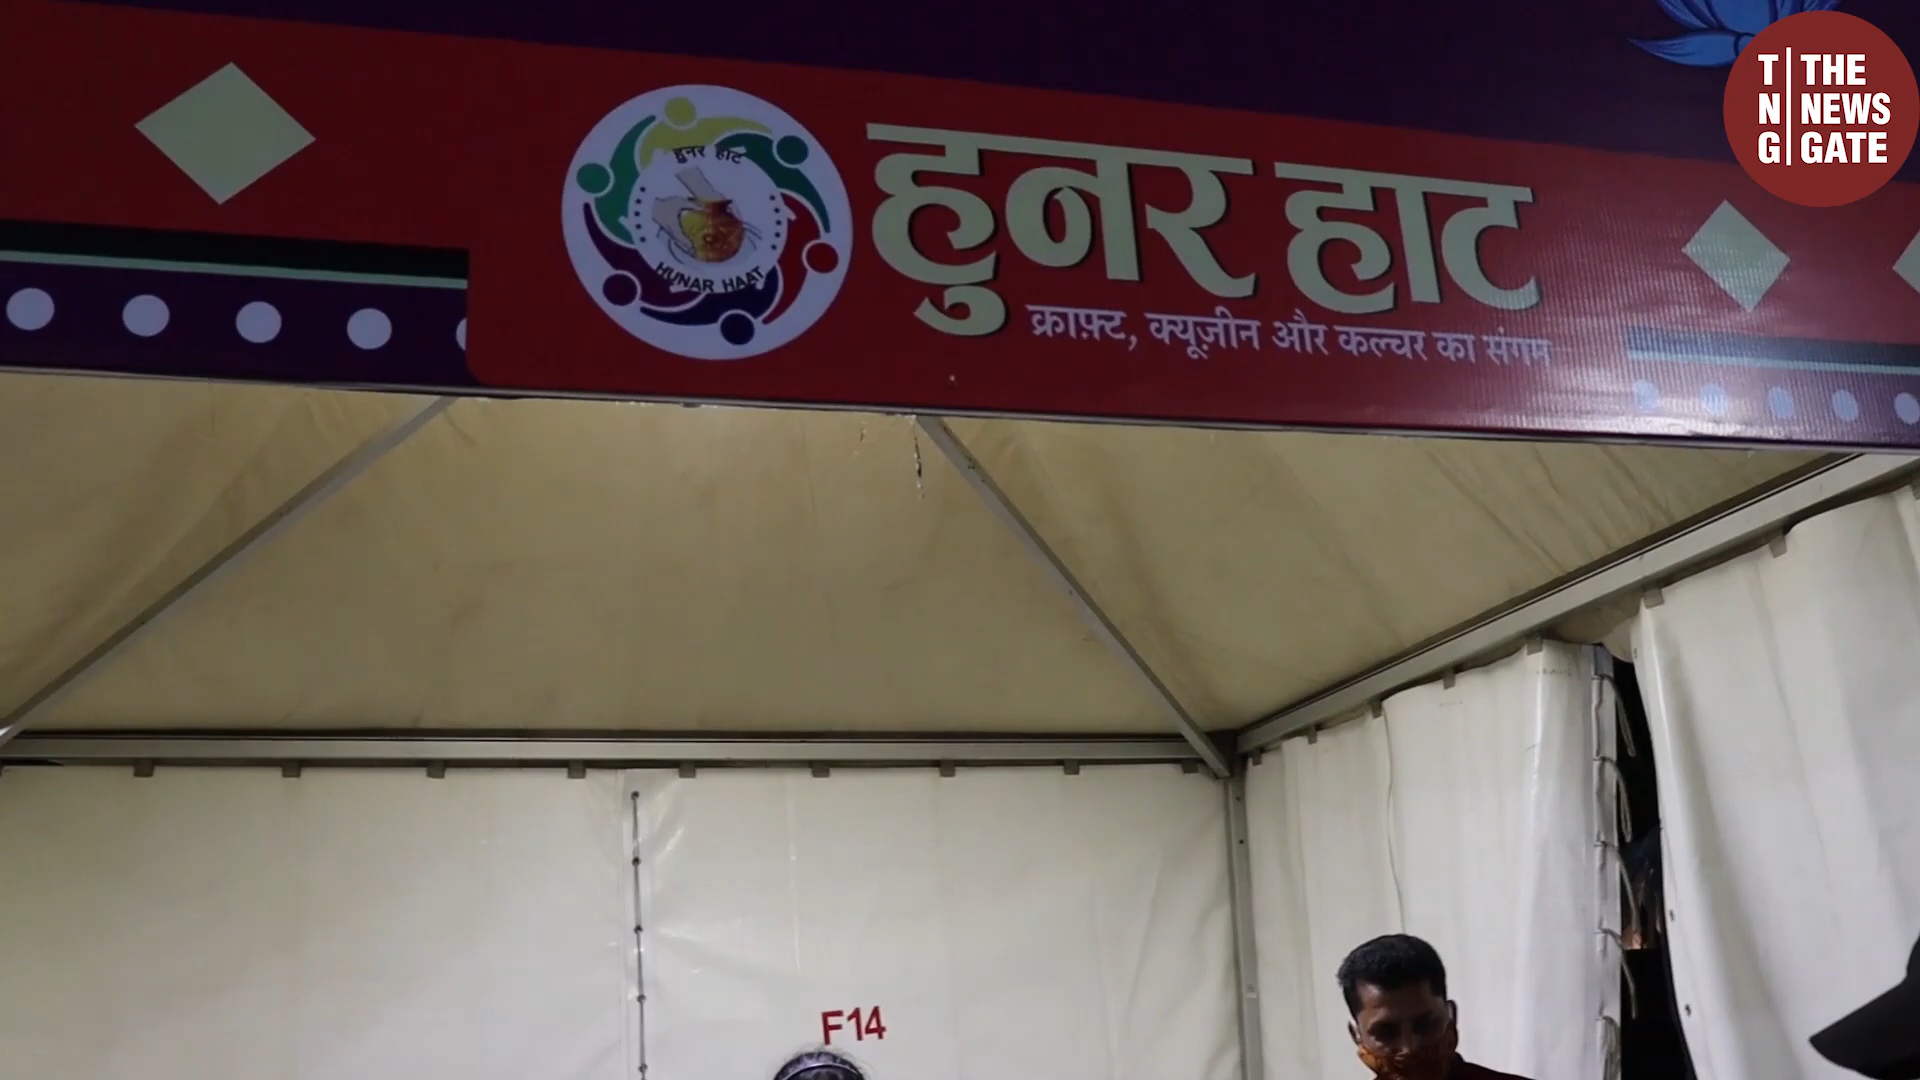 T THE
N NEWS
G GATE
हुनर हाट
HUNAR HAAT
हुनर हाट
क्राफ़्ट, क्यूज़ीन और कल्चर का संगम
F14